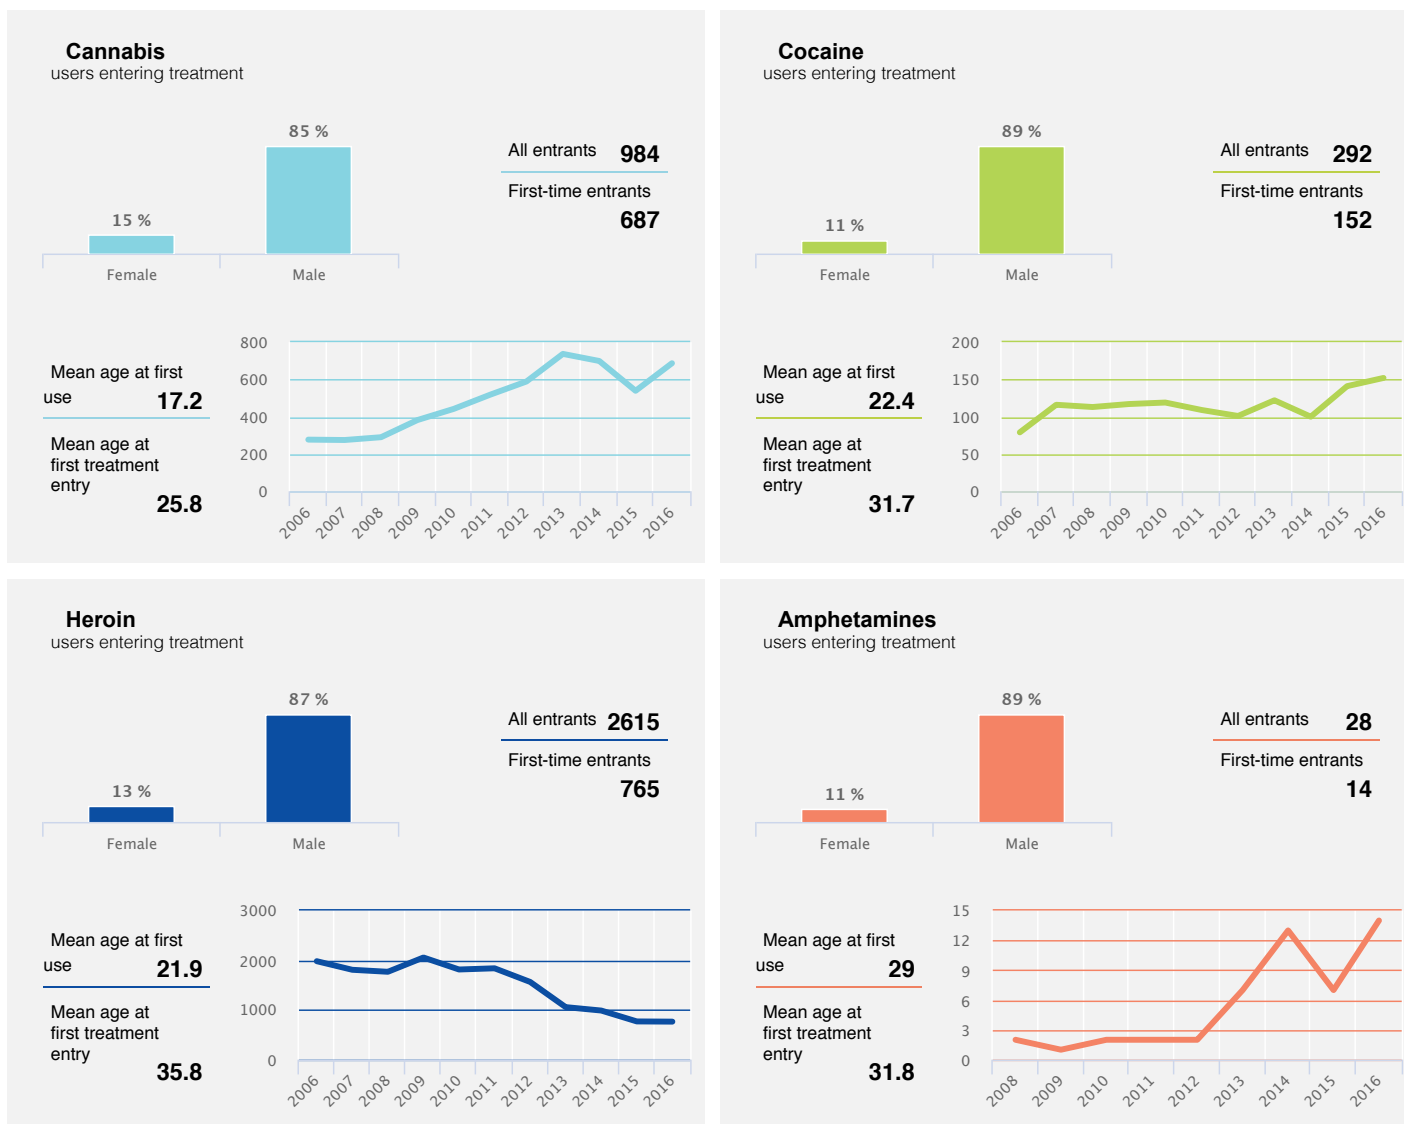 Cannabis
users entering treatment
85 %
15 %
Female
Male
All entrants 984
First-time entrants
687
Mean age at first
use 17.2
Mean age at
first treatment
entry
25.8
800
600
400
200
0
2006 2007 2008 2009 2010 2011 2012 2013 2014 2015 2016
Cocaine
users entering treatment
89 %
11 %
Female
Male
All entrants 292
First-time entrants
152
Mean age at first
use 22.4
Mean age at
first treatment
entry
31.7
200
150
100
50
0
2006 2007 2008 2009 2010 2011 2012 2013 2014 2015 2016
Heroin
users entering treatment
87 %
13 %
Female
Male
All entrants 2615
First-time entrants
765
Mean age at first
use 21.9
Mean age at
first treatment
entry
35.8
3000
2000
1000
0
2006 2007 2008 2009 2010 2011 2012 2013 2014 2015 2016
Amphetamines
users entering treatment
89 %
11 %
Female
Male
All entrants 28
First-time entrants
14
Mean age at first
use 29
Mean age at
first treatment
entry
31.8
15
12
9
6
3
0
2008 2009 2010 2011 2012 2013 2014 2015 2016